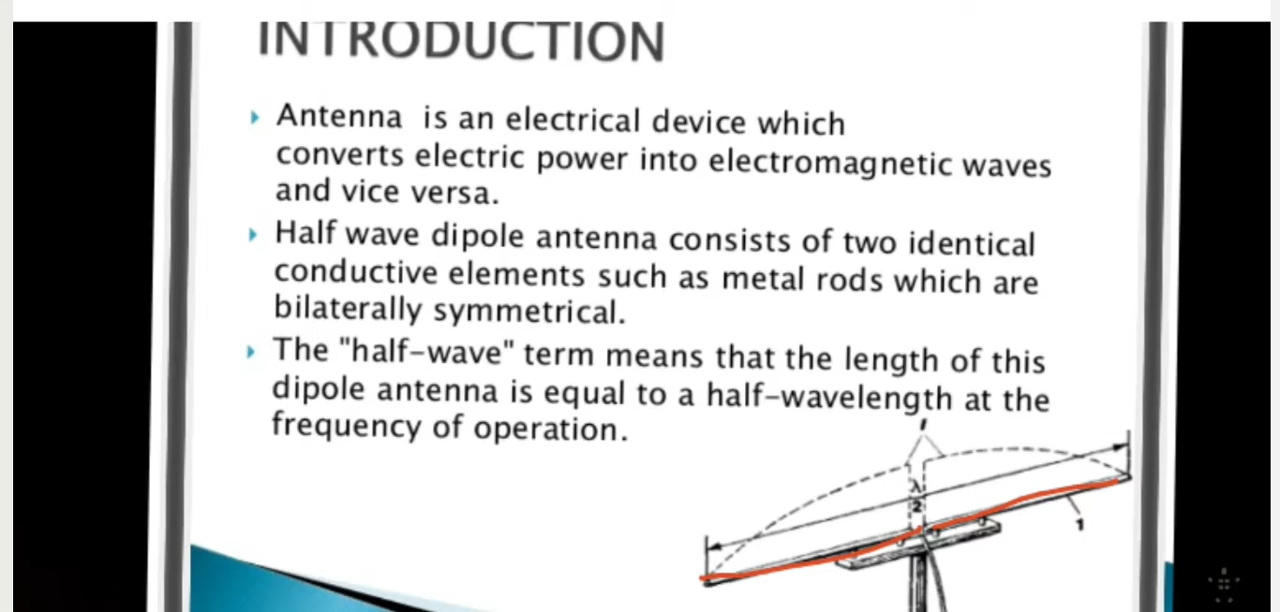 INTRODUCTION
Antenna is an electrical device which
converts electric power into electromagnetic waves
and vice versa.
Half wave dipole antenna consists of two identical
conductive elements such as metal rods which are
bilaterally symmetrical.
The "half-wave" term means that the length of this
dipole antenna is equal to a half-wavelength at the
frequency of operation.
I
λ
2
1